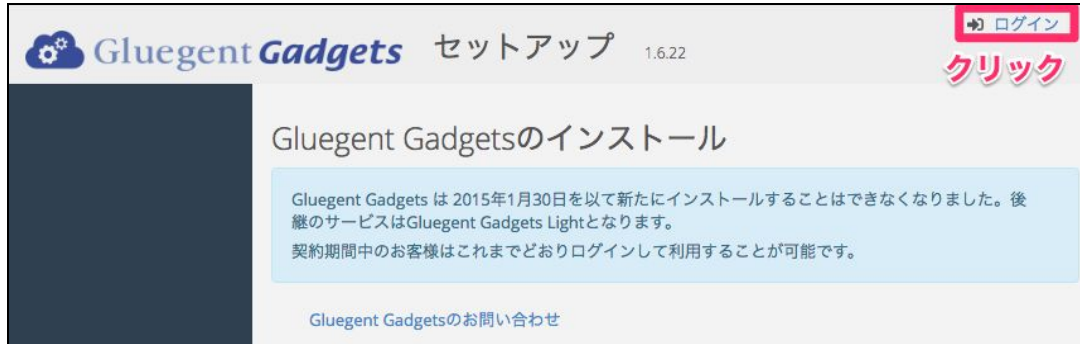 Gluegent Gadgets セットアップ 1.6.22
ログイン
クリック
Gluegent Gadgetsのインストール
Gluegent Gadgets は 2015年1月30日を以て新たにインストールすることはできなくなりました。後
継のサービスはGluegent Gadgets Lightとなります。
契約期間中のお客様はこれまでどおりログインして利用することが可能です。
Gluegent Gadgetsのお問い合わせ